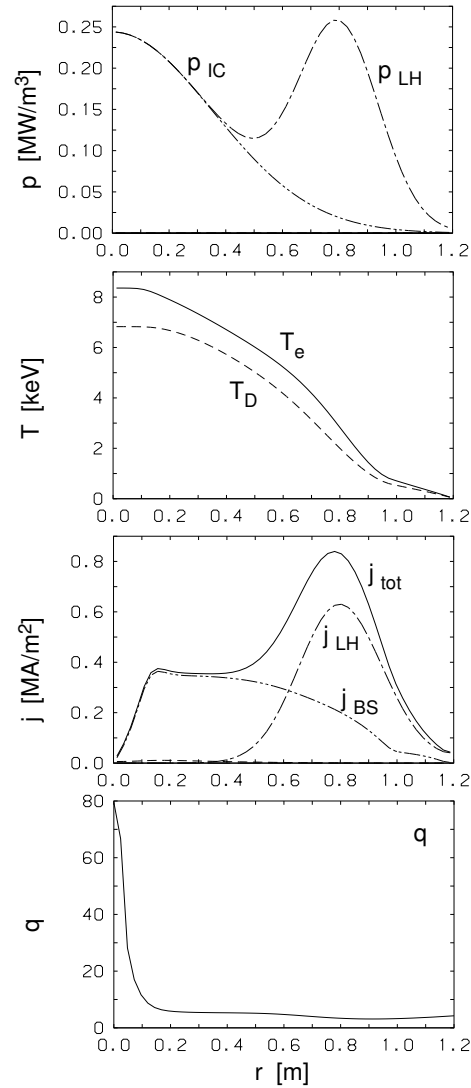 0.25
0.20
0.15
0.10
0.05
0.00
p [MW/m³]
p IC
p LH
0.0 0.2 0.4 0.6 0.8 1.0 1.2
8
6
4
2
0
T [keV]
T e
T D
0.0 0.2 0.4 0.6 0.8 1.0 1.2
0.8
0.6
0.4
0.2
0.0
j [MA/m²]
j tot
j LH
j BS
0.0 0.2 0.4 0.6 0.8 1.0 1.2
80
60
40
20
0
q
q
0.0 0.2 0.4 0.6 0.8 1.0 1.2
r [m]